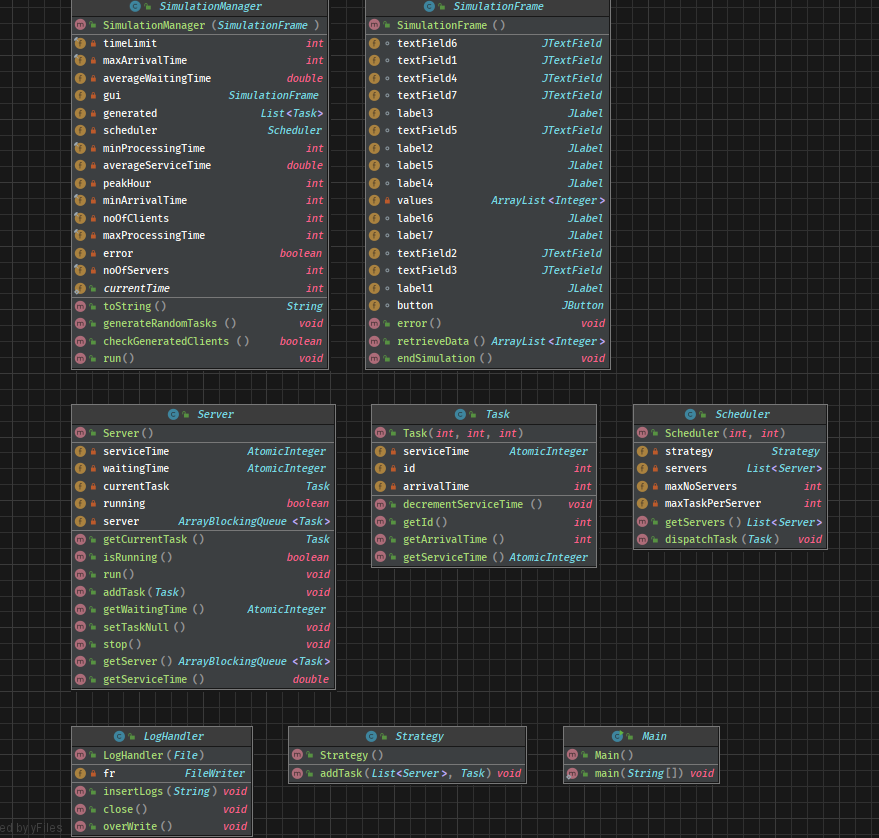 SimulationManager
SimulationManager (SimulationFrame )
timeLimit int
maxArrivalTime int
averageWaitingTime double
gui SimulationFrame
generated List<Task>
scheduler Scheduler
minProcessingTime int
averageServiceTime double
peakHour int
minArrivalTime int
noOfClients int
maxProcessingTime int
error boolean
noOfServers int
currentTime int
toString () String
generateRandomTasks () void
checkGeneratedClients () boolean
run() void
SimulationFrame
SimulationFrame ()
textField6 JTextField
textField1 JTextField
textField4 JTextField
textField7 JTextField
label3 JLabel
textField5 JTextField
label2 JLabel
label5 JLabel
label4 JLabel
values ArrayList <Integer >
label6 JLabel
label7 JLabel
textField2 JTextField
textField3 JTextField
label1 JLabel
button JButton
error() void
retrieveData () ArrayList <Integer >
endSimulation () void
Server
Server()
serviceTime AtomicInteger
waitingTime AtomicInteger
currentTask Task
running boolean
server ArrayBlockingQueue <Task>
getCurrentTask () Task
isRunning () boolean
run() void
addTask(Task) void
getWaitingTime () AtomicInteger
setTaskNull () void
stop() void
getServer () ArrayBlockingQueue <Task>
getServiceTime () double
Task
Task(int, int, int)
serviceTime AtomicInteger
id int
arrivalTime int
decrementServiceTime () void
getId() int
getArrivalTime () int
getServiceTime () AtomicInteger
Scheduler
Scheduler (int, int)
strategy Strategy
servers List<Server>
maxNoServers int
maxTaskPerServer int
getServers () List<Server>
dispatchTask (Task) void
LogHandler
LogHandler (File)
fr FileWriter
insertLogs (String) void
close() void
overWrite () void
Strategy
Strategy ()
addTask(List<Server>, Task) void
Main
Main()
main(String[]) void
ed by yFiles